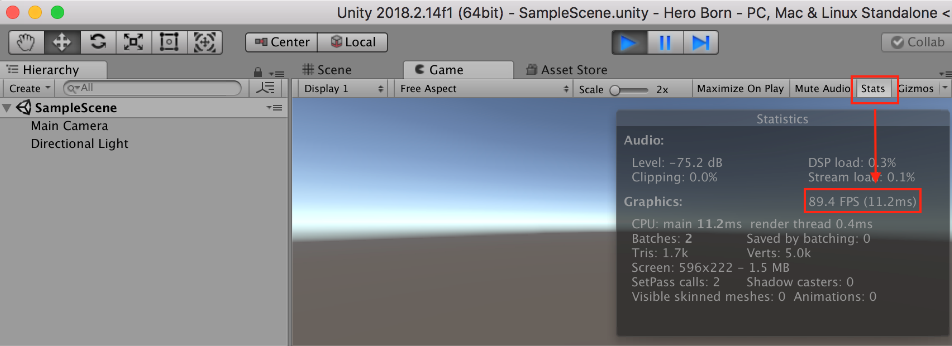 Unity 2018.2.14f1 (64bit) - SampleScene.unity - Hero Born - PC, Mac & Linux Standalone <
Center Local Collab
Hierarchy Scene Game Asset Store
Create All Display 1 Free Aspect Scale 2x Maximize On Play Mute Audio Stats Gizmos
SampleScene
Main Camera
Directional Light
Statistics
Audio:
Level: -75.2 dB DSP load: 0.3%
Clipping: 0.0% Stream load: 0.1%
Graphics: 89.4 FPS (11.2ms)
CPU: main 11.2ms render thread 0.4ms
Batches: 2 Saved by batching: 0
Tris: 1.7k Verts: 5.0k
Screen: 596x222 - 1.5 MB
SetPass calls: 2 Shadow casters: 0
Visible skinned meshes: 0 Animations: 0